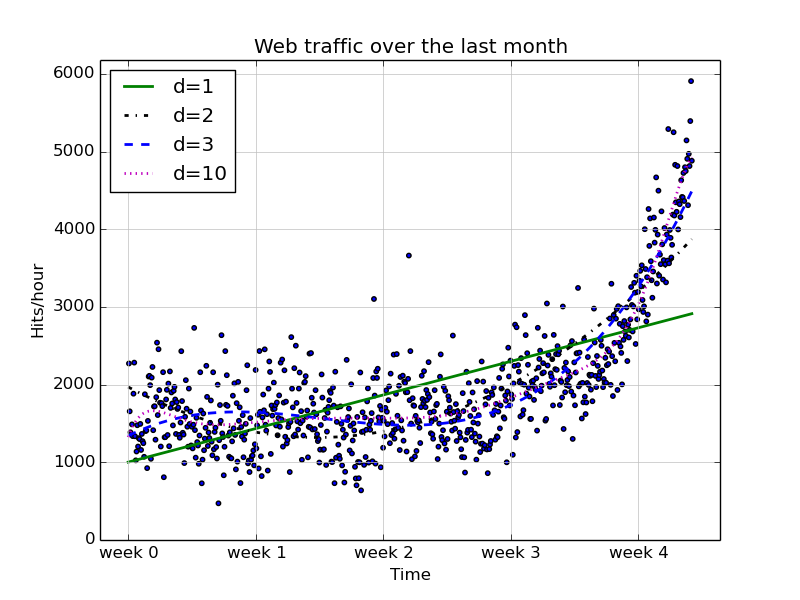 Web traffic over the last month
d=1
d=2
d=3
d=10
6000
5000
4000
3000
2000
1000
0
Hits/hour
week 0
week 1
week 2
week 3
week 4
Time